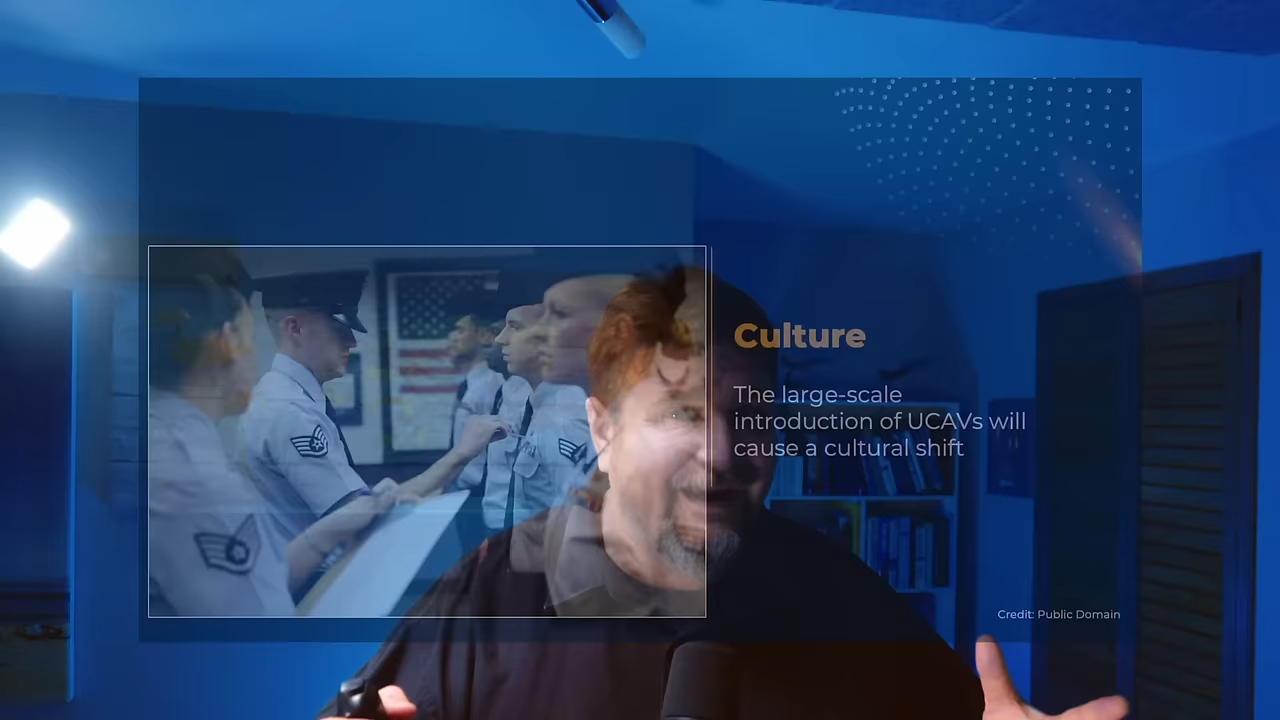 Culture
The large-scale
introduction of UCAVs will
cause a cultural shift
Credit: Public Domain